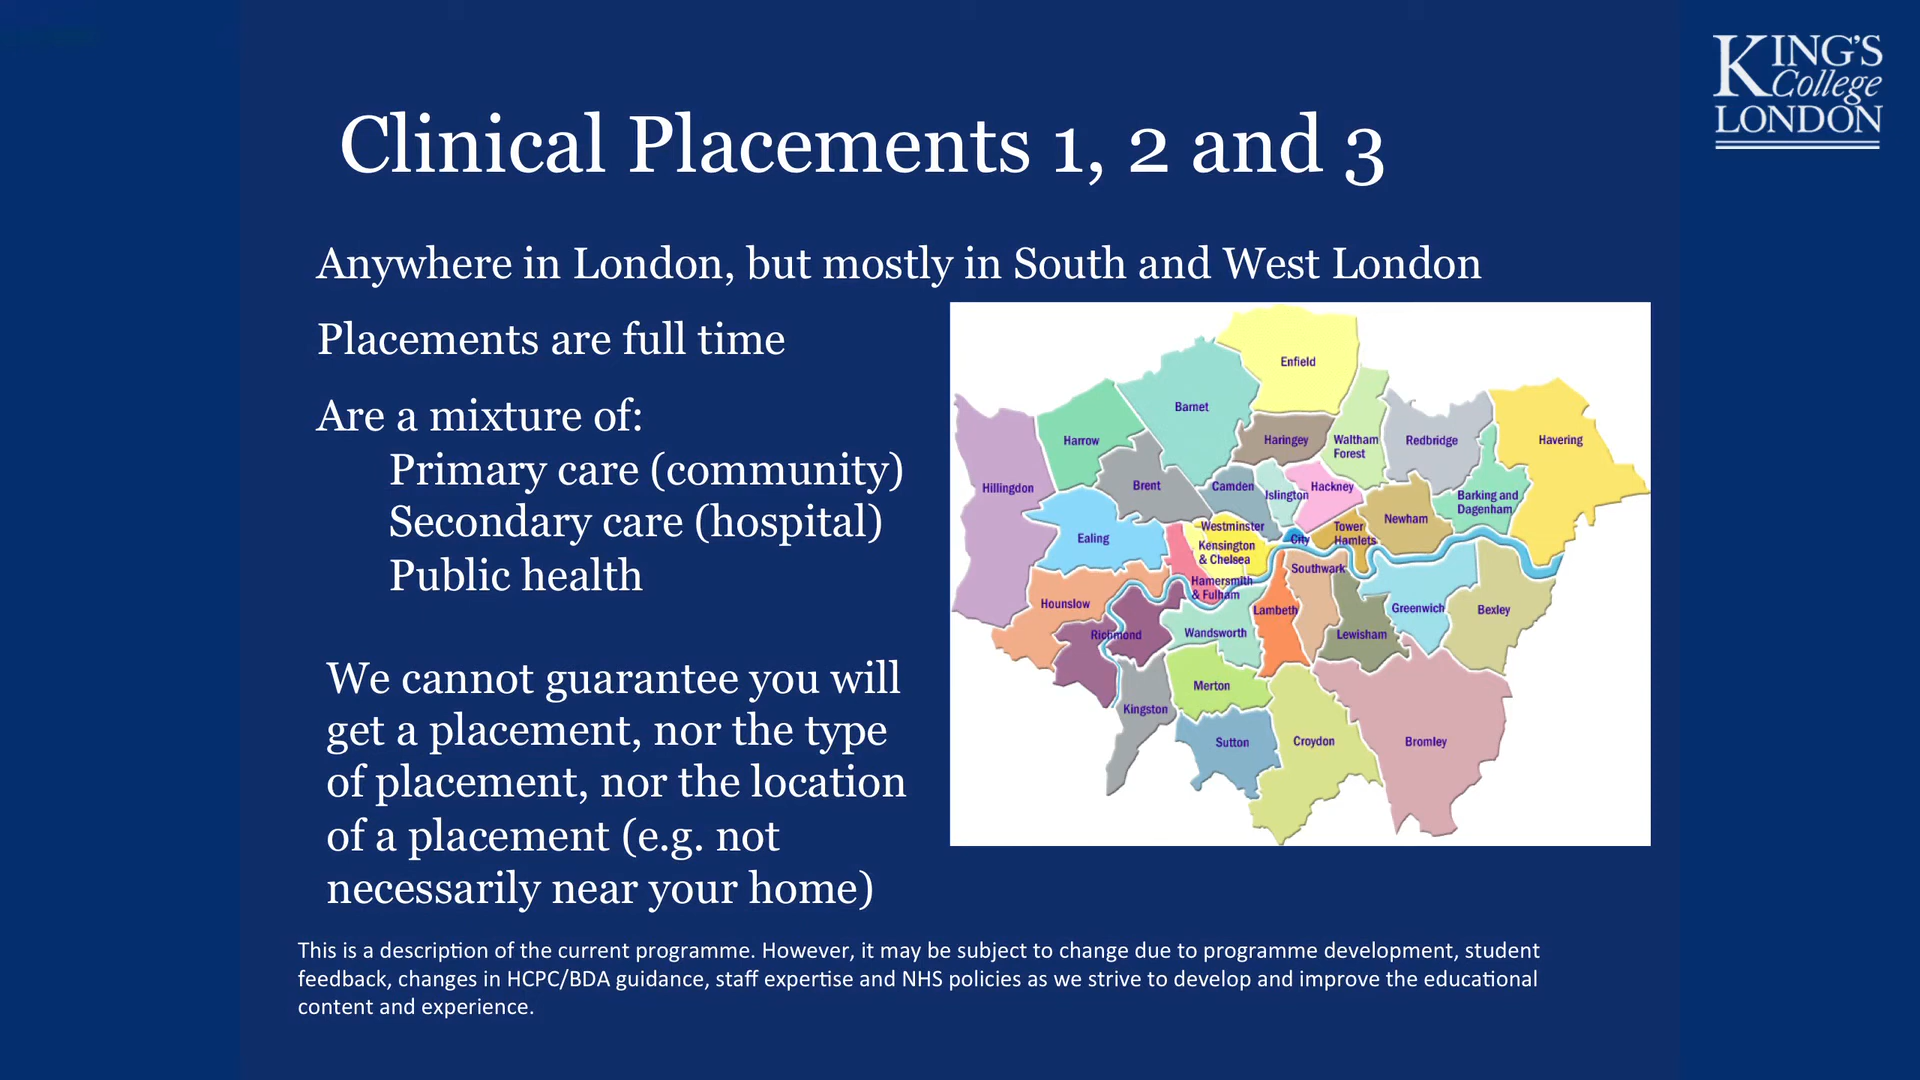 KING'S
College
LONDON
Clinical Placements 1, 2 and 3
Anywhere in London, but mostly in South and West London
Placements are full time
Are a mixture of:
Primary care (community)
Secondary care (hospital)
Public health
We cannot guarantee you will
get a placement, nor the type
of placement, nor the location
of a placement (e.g. not
necessarily near your home)
Enfield
Barnet
Harrow
Haringey
Waltham
Forest
Redbridge
Havering
Hillingdon
Brent
Camden
Islington
Hackney
Barking and
Dagenham
Ealing
Westminster
Kensington
& Chelsea
City
Tower
Hamlets
Newham
Hamersmith
& Fulham
Southwark
Hounslow
Lambeth
Greenwich
Bexley
Richmond
Wandsworth
Lewisham
Merton
Kingston
Sutton
Croydon
Bromley
This is a description of the current programme. However, it may be subject to change due to programme development, student
feedback, changes in HCPC/BDA guidance, staff expertise and NHS policies as we strive to develop and improve the educational
content and experience.